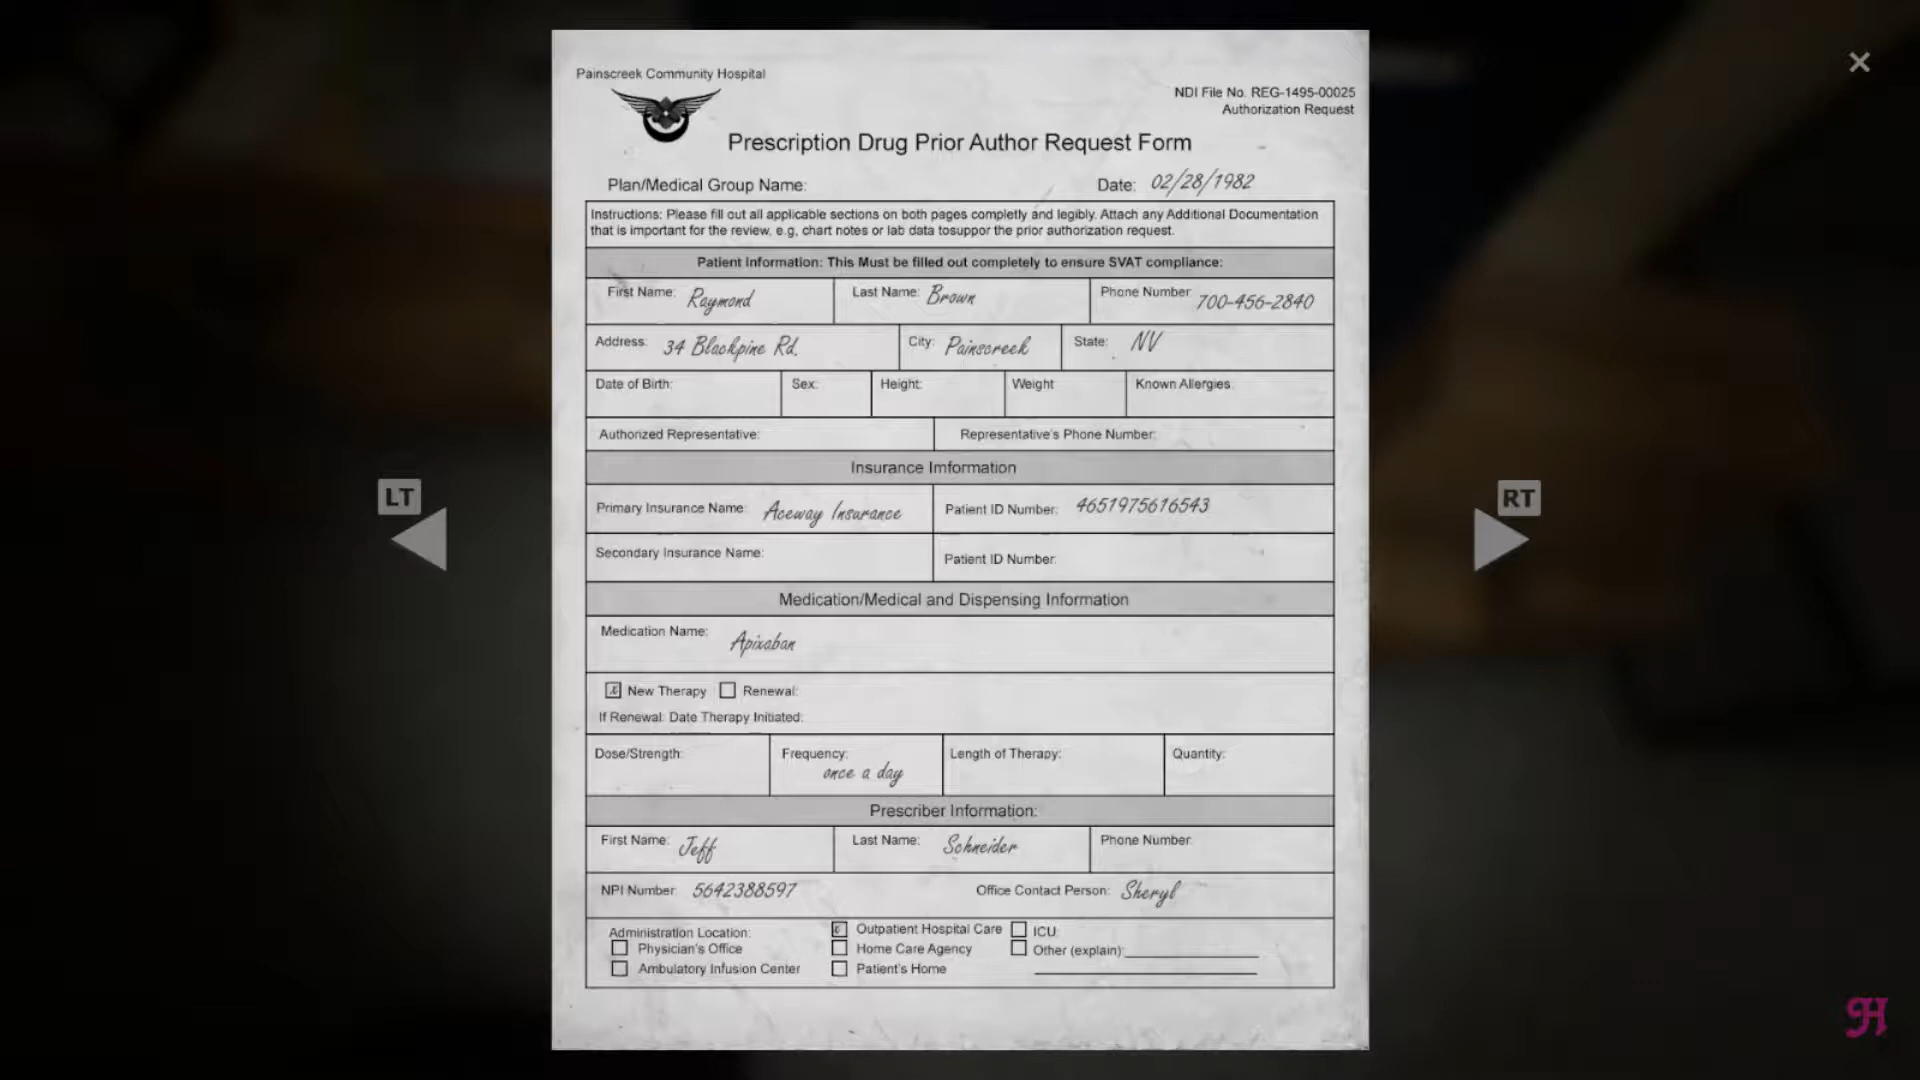 Painscreek Community Hospital
NDI File No. REG-1495-00025
Authorization Request
Prescription Drug Prior Author Request Form
Plan/Medical Group Name:
Date: 02/28/1982
Instructions: Please fill out all applicable sections on both pages completly and legibly. Attach any Additional Documentation
that is important for the review, e.g, chart notes or lab data tosuppor the prior authorization request.
Patient Information: This Must be filled out completely to ensure SVAT compliance:
First Name: Raymond Last Name: Brown Phone Number 700-456-2840
Address: 34 Blackpine Rd. City: Painscreek State: NV
Date of Birth: Sex: Height: Weight Known Allergies
Authorized Representative: Representative's Phone Number:
Insurance Imformation
Primary Insurance Name: Aceway Insurance Patient ID Number: 4651975616543
Secondary Insurance Name: Patient ID Number:
Medication/Medical and Dispensing Information
Medication Name: Apixaban
x New Therapy Renewal:
If Renewal: Date Therapy Initiated:
Dose/Strength: Frequency: once a day Length of Therapy: Quantity:
Prescriber Information:
First Name: Jeff Last Name: Schneider Phone Number
NPI Number: 5642388597 Office Contact Person: Sheryl
Administration Location: x Outpatient Hospital Care ICU:
Physician's Office Home Care Agency Other (explain):
Ambulatory Infusion Center Patient's Home
LT
RT